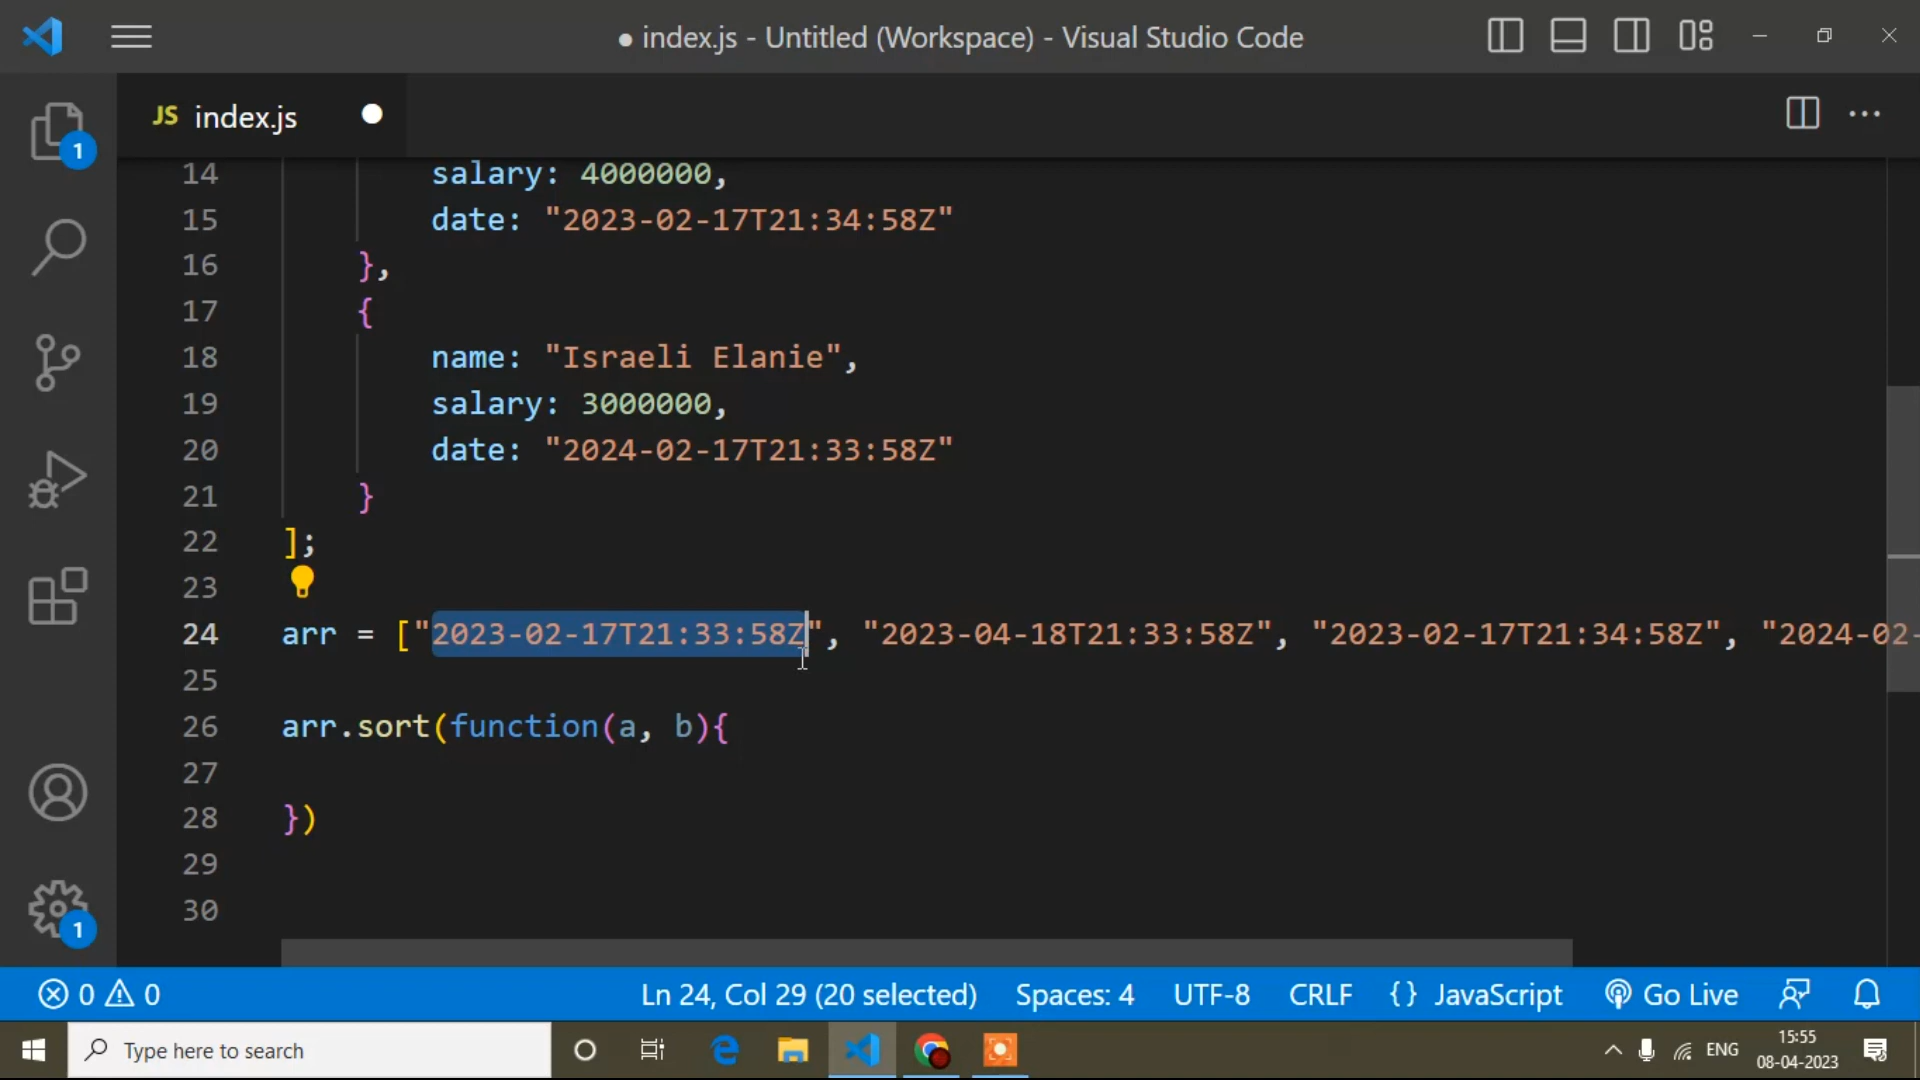 ● index.js - Untitled (Workspace) - Visual Studio Code
JS index.js
1
14 salary: 4000000,
15 date: "2023-02-17T21:34:58Z"
16 },
17 {
18 name: "Israeli Elanie",
19 salary: 3000000,
20 date: "2024-02-17T21:33:58Z"
21 }
22 ];
23
24 arr = ["2023-02-17T21:33:58Z", "2023-04-18T21:33:58Z", "2023-02-17T21:34:58Z", "2024-02-
25
26 arr.sort(function(a, b){
27
28 })
29
30
1
0 0 Ln 24, Col 29 (20 selected) Spaces: 4 UTF-8 CRLF {} JavaScript Go Live
Type here to search ENG 15:55
08-04-2023